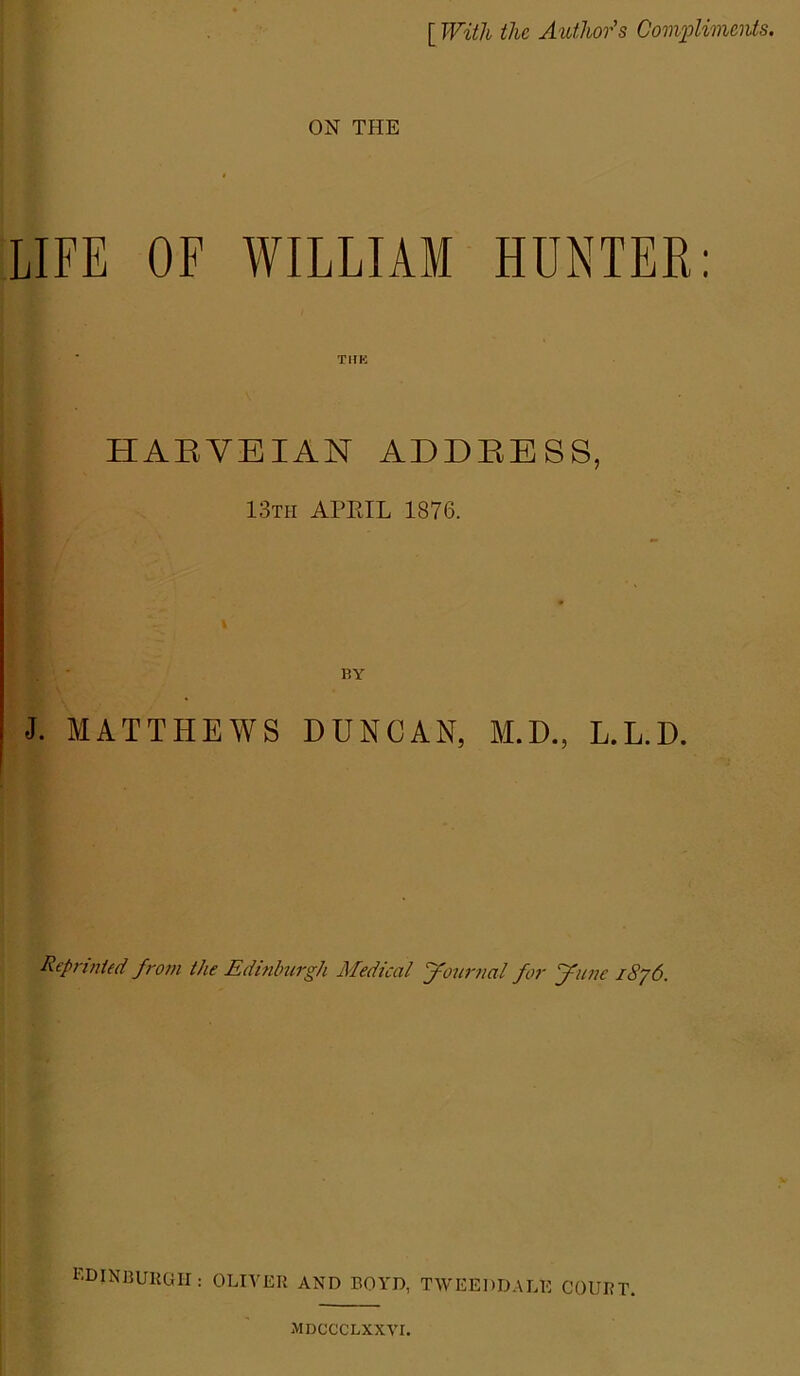 [ With the Author's Compliments.
ON THE
LIFE OF WILLIAM HUNTER:
THE
HARVEIAN ADDRESS,
13TH APRIL 1876.
BY
J. MATTHEWS DUNCAN, M.D., L.L.D.
Reprinted from the Edinburgh Medical Journal for June 1876.
EDINBURGH: OLIVER AND BOYD, TWEEDDALE COURT.
MDCCCLXXVI.